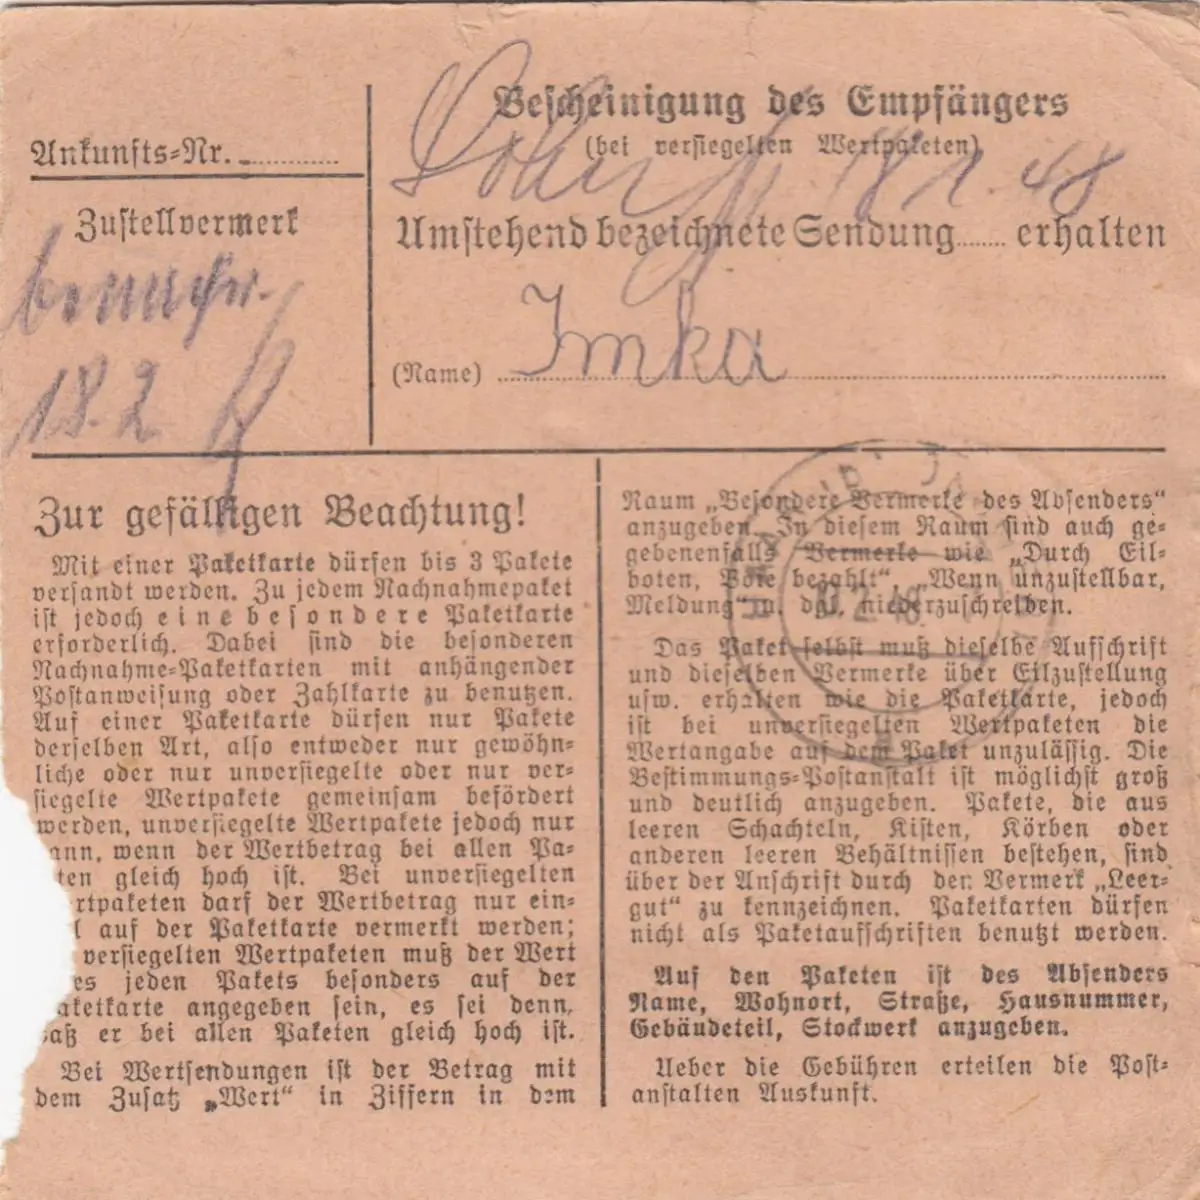 Ankunfts=Nr.
Zustellvermerk
18. 2
Bescheinigung des Empfängers
(bei versiegelten Wertpaketen)
18 2. 48
Umstehend bezeichnete Sendung erhalten
(Name) Imka
Zur gefälligen Beachtung!
Mit einer Paketkarte dürfen bis 3 Pakete
versandt werden. Zu jedem Nachnahmepaket
ist jedoch eine besondere Paketkarte
erforderlich. Dabei sind die besonderen
Nachnahme=Paketkarten mit anhängender
Postanweisung oder Zahlkarte zu benutzen.
Auf einer Paketkarte dürfen nur Pakete
derselben Art, also entweder nur gewöhn=
liche oder nur unversiegelte oder nur ver=
siegelte Wertpakete gemeinsam befördert
werden, unversiegelte Wertpakete jedoch nur
ann, wenn der Wertbetrag bei allen Pa=
ten gleich hoch ist. Bei unversiegelten
rtpaketen darf der Wertbetrag nur ein=
l auf der Paketkarte vermerkt werden;
versiegelten Wertpaketen muß der Wert
es jeden Pakets besonders auf der
aketkarte angegeben sein, es sei denn,
daß er bei allen Paketen gleich hoch ist.
Bei Wertsendungen ist der Betrag mit
dem Zusatz „Wert“ in Ziffern in dem
Raum „Besondere Vermerke des Absenders“
anzugeben. In diesem Raum sind auch ge=
gebenenfalls Vermerke wie „Durch Eil=
boten, Bote bezahlt“, „Wenn unzustellbar,
Meldung“ u. dgl. niederzuschreiben.
Das Paket selbst muß dieselbe Aufschrift
und dieselben Vermerke über Eilzustellung
usw. erhalten wie die Paketkarte, jedoch
ist bei unversiegelten Wertpaketen die
Wertangabe auf dem Paket unzulässig. Die
Bestimmungs=Postanstalt ist möglichst groß
und deutlich anzugeben. Pakete, die aus
leeren Schachteln, Kisten, Körben oder
anderen leeren Behältnissen bestehen, sind
über der Anschrift durch den Vermerk „Leer=
gut“ zu kennzeichnen. Paketkarten dürfen
nicht als Paketaufschriften benutzt werden.
Auf den Paketen ist des Absenders
Name, Wohnort, Straße, Hausnummer,
Gebäudeteil, Stockwerk anzugeben.
Ueber die Gebühren erteilen die Post=
anstalten Auskunft.